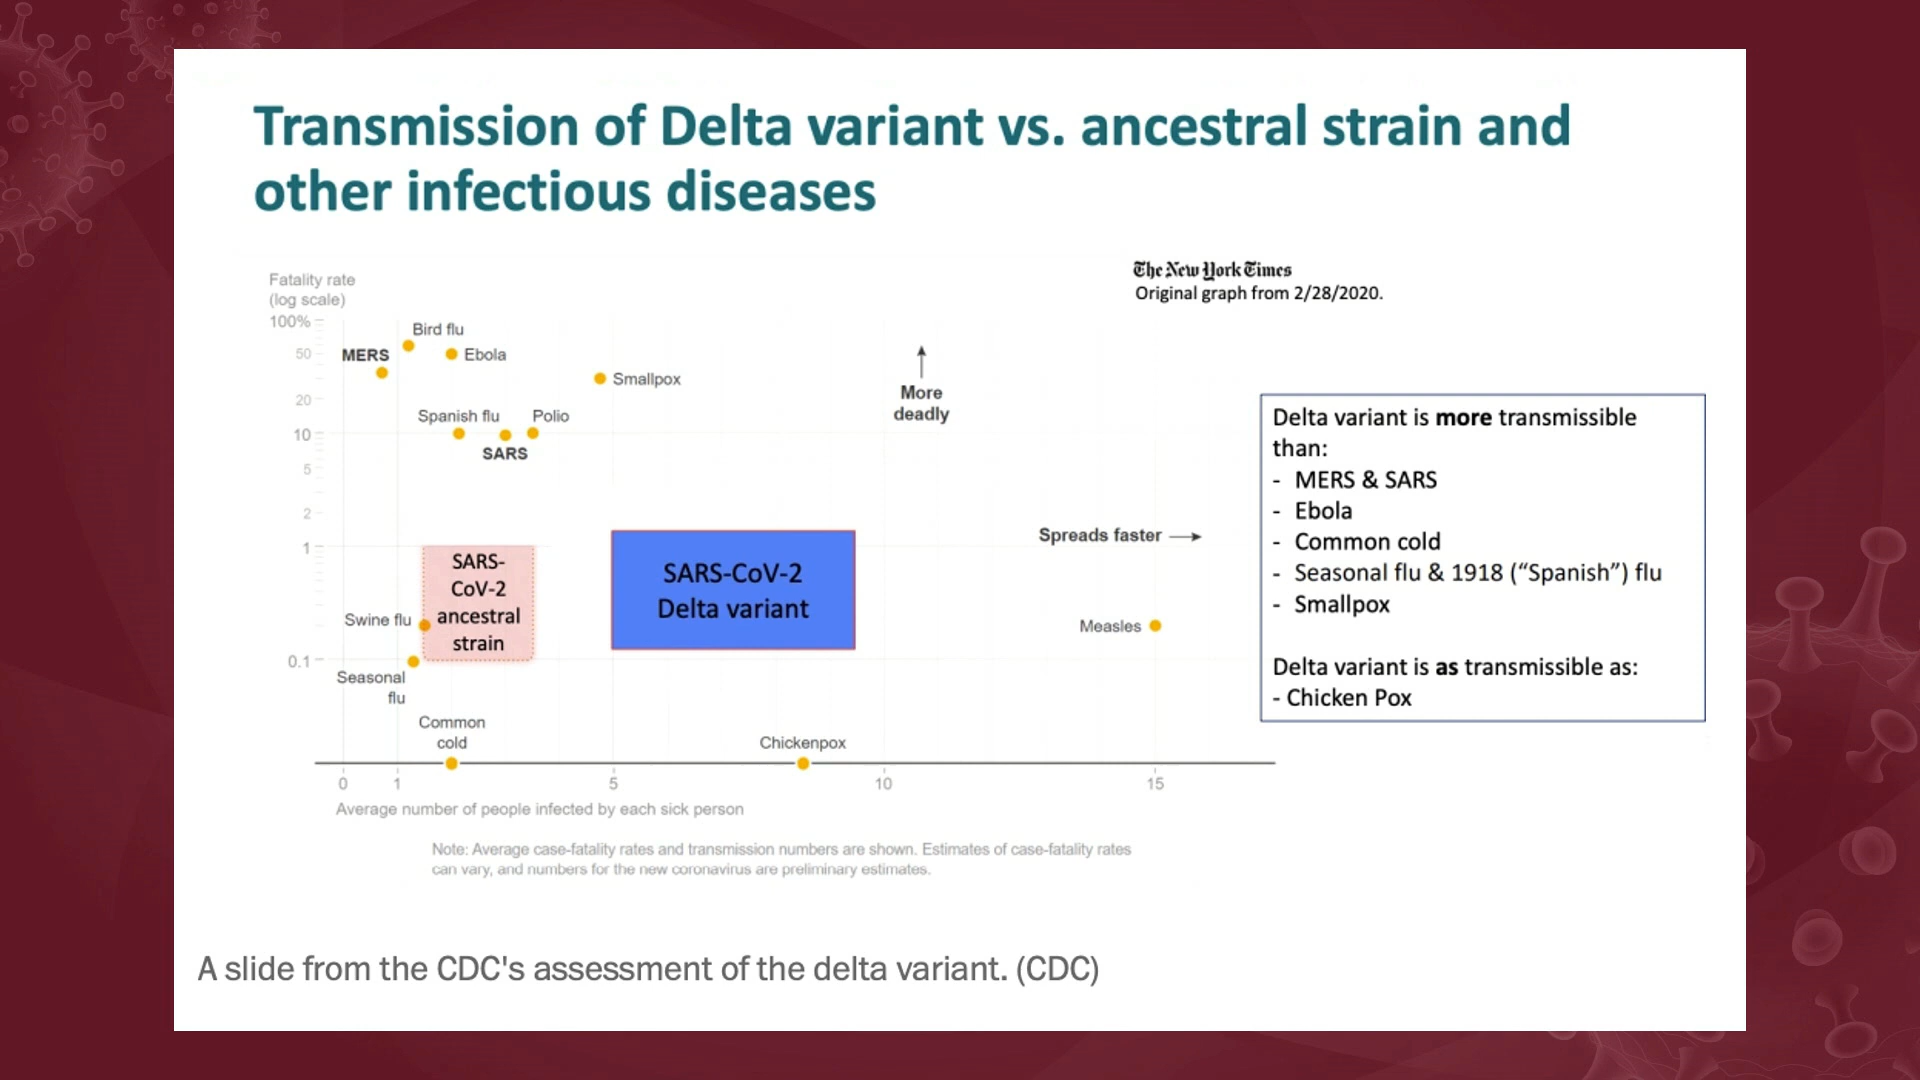 Transmission of Delta variant vs. ancestral strain and
other infectious diseases
The New York Times
Original graph from 2/28/2020.
Fatality rate
(log scale)
100%
50
20
10
5
2
1
0.1
Bird flu
MERS
Ebola
Smallpox
Spanish flu
Polio
SARS
More
deadly
Spreads faster
SARS-
CoV-2
ancestral
strain
SARS-CoV-2
Delta variant
Swine flu
Measles
Seasonal
flu
Common
cold
Chickenpox
0
1
5
10
15
Average number of people infected by each sick person
Note: Average case-fatality rates and transmission numbers are shown. Estimates of case-fatality rates
can vary, and numbers for the new coronavirus are preliminary estimates.
Delta variant is more transmissible
than:
- MERS & SARS
- Ebola
- Common cold
- Seasonal flu & 1918 (“Spanish”) flu
- Smallpox
Delta variant is as transmissible as:
- Chicken Pox
A slide from the CDC's assessment of the delta variant. (CDC)